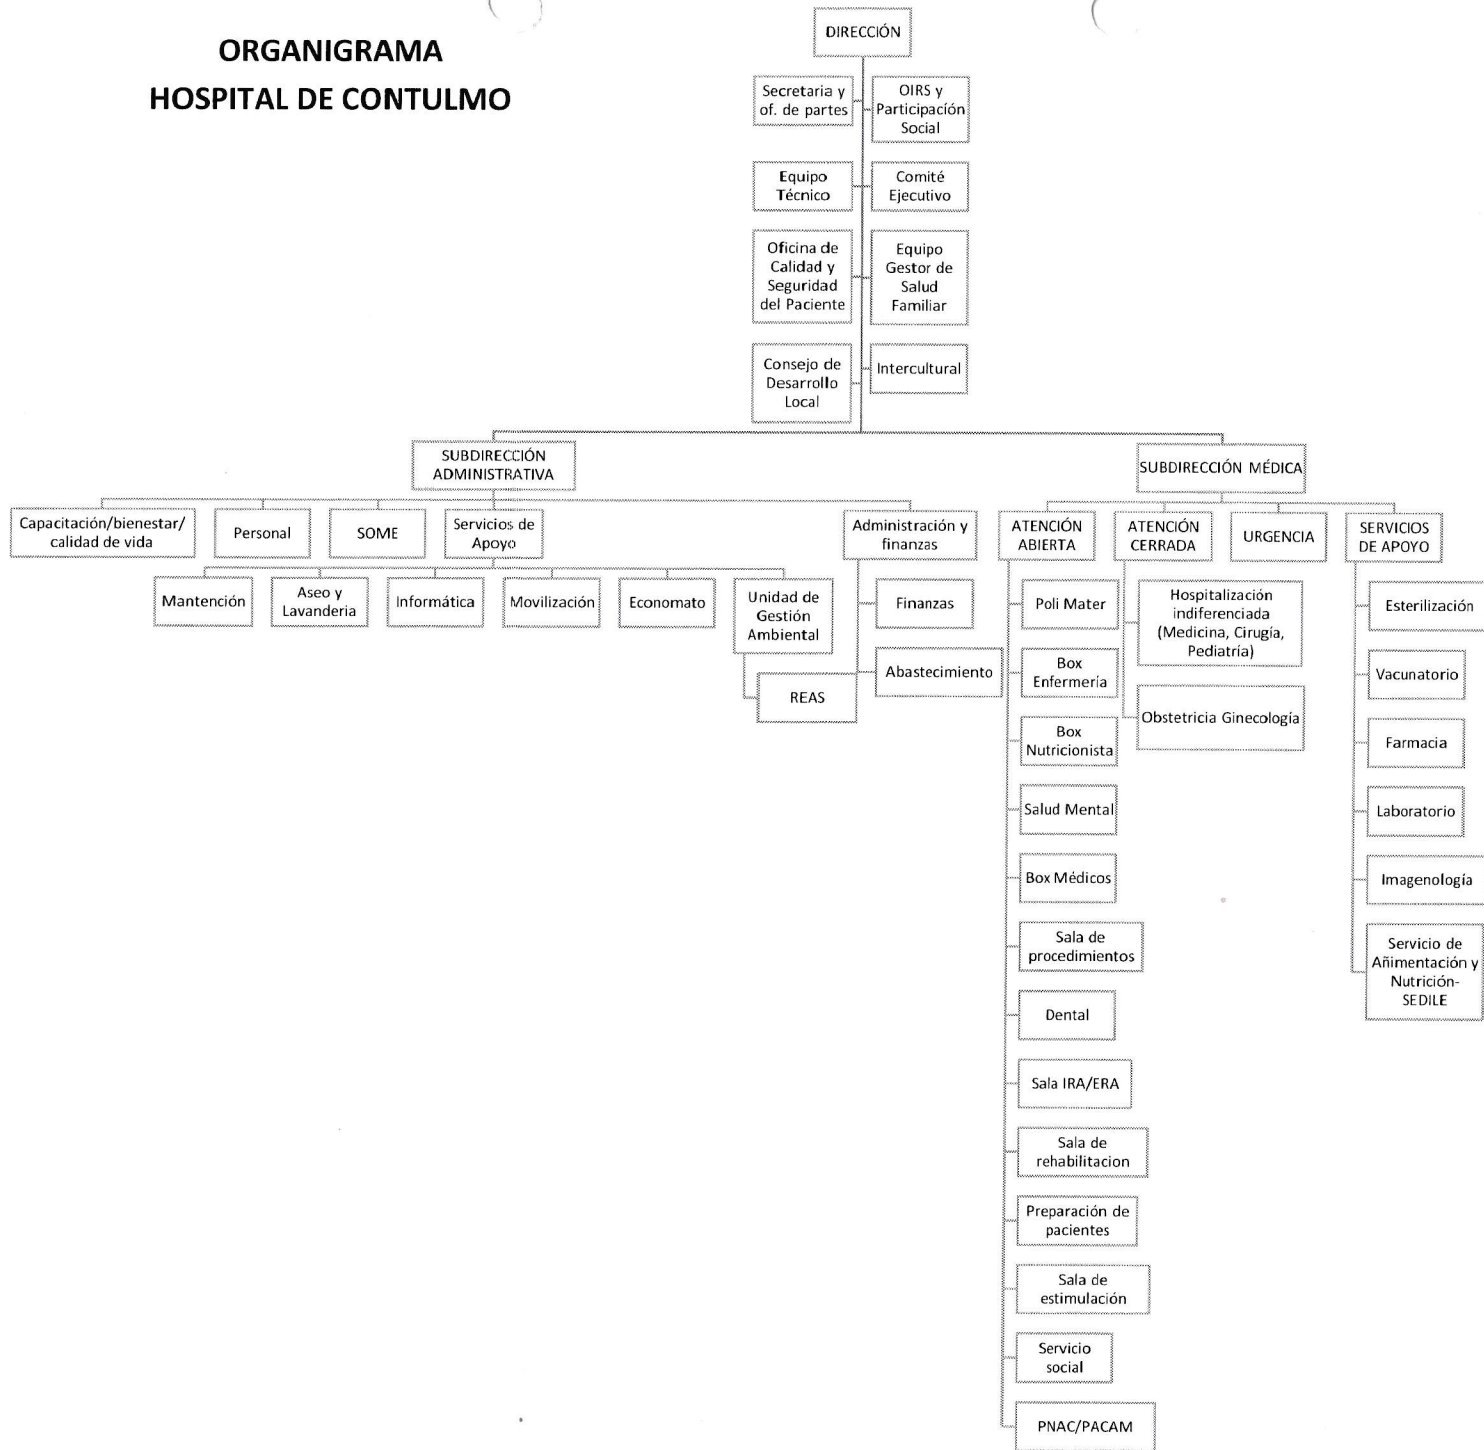 ORGANIGRAMA
HOSPITAL DE CONTULMO
DIRECCIÓN
Secretaria y
of. de partes
OIRS y
Participación
Social
Equipo
Técnico
Comité
Ejecutivo
Oficina de
Calidad y
Seguridad
del Paciente
Equipo
Gestor de
Salud
Familiar
Consejo de
Desarrollo
Local
Intercultural
SUBDIRECCIÓN
ADMINISTRATIVA
SUBDIRECCIÓN MÉDICA
Capacitación/bienestar/
calidad de vida
Personal
SOME
Servicios de
Apoyo
Administración y
finanzas
ATENCIÓN
ABIERTA
ATENCIÓN
CERRADA
URGENCIA
SERVICIOS
DE APOYO
Mantención
Aseo y
Lavanderia
Informática
Movilización
Economato
Unidad de
Gestión
Ambiental
REAS
Finanzas
Abastecimiento
Poli Mater
Box
Enfermería
Box
Nutricionista
Salud Mental
Box Médicos
Sala de
procedimientos
Dental
Sala IRA/ERA
Sala de
rehabilitacion
Preparación de
pacientes
Sala de
estimulación
Servicio
social
PNAC/PACAM
Hospitalización
indiferenciada
(Medicina, Cirugía,
Pediatría)
Obstetricia Ginecología
Esterilización
Vacunatorio
Farmacia
Laboratorio
Imagenología
Servicio de
Añimentación y
Nutrición-
SEDILE